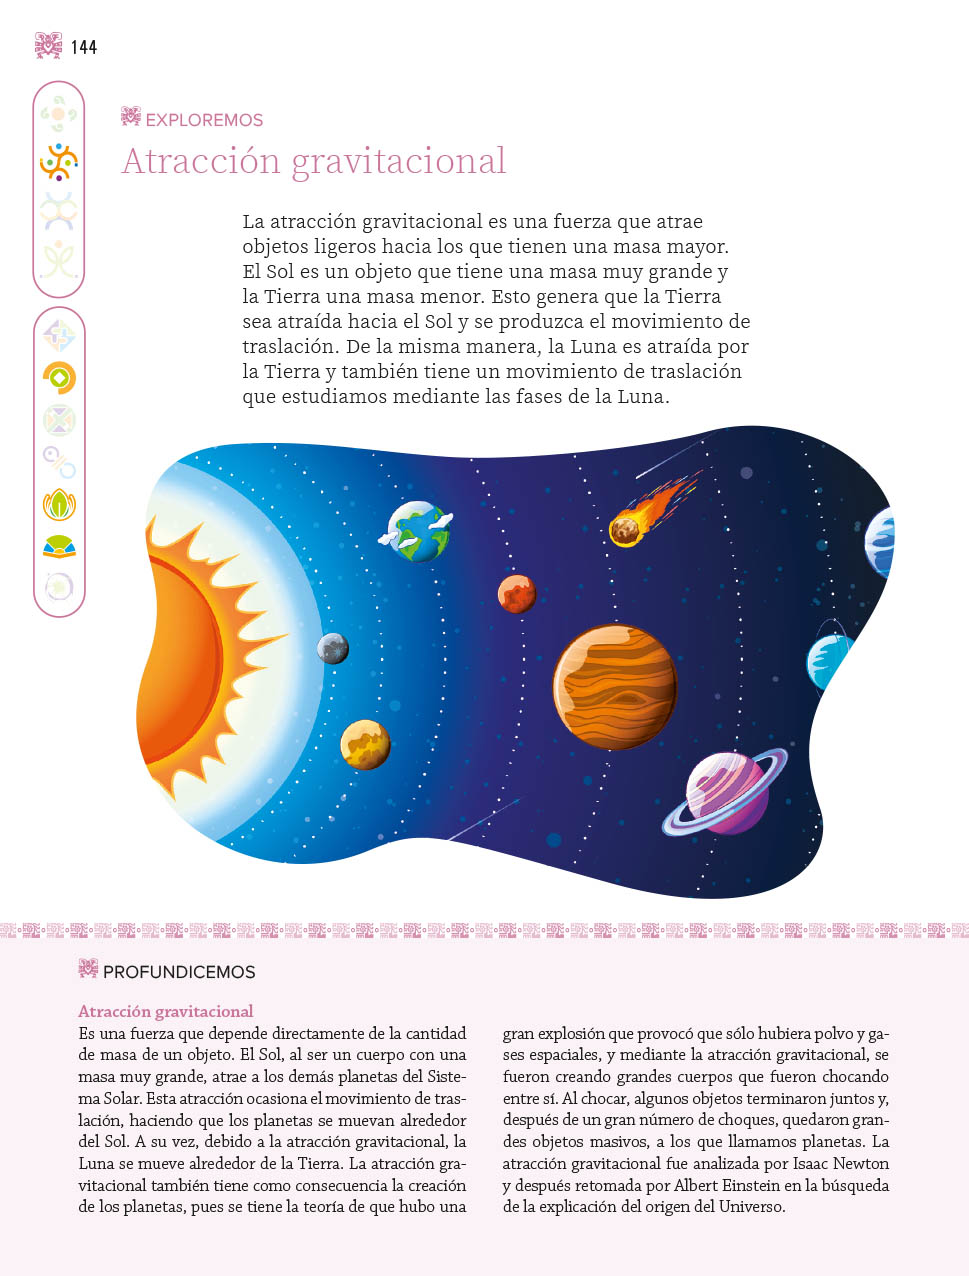 144
EXPLOREMOS
Atracción gravitacional
La atracción gravitacional es una fuerza que atrae
objetos ligeros hacia los que tienen una masa mayor.
El Sol es un objeto que tiene una masa muy grande y
la Tierra una masa menor. Esto genera que la Tierra
sea atraída hacia el Sol y se produzca el movimiento de
traslación. De la misma manera, la Luna es atraída por
la Tierra y también tiene un movimiento de traslación
que estudiamos mediante las fases de la Luna.
PROFUNDICEMOS
Atracción gravitacional
Es una fuerza que depende directamente de la cantidad
de masa de un objeto. El Sol, al ser un cuerpo con una
masa muy grande, atrae a los demás planetas del Siste-
ma Solar. Esta atracción ocasiona el movimiento de tras-
lación, haciendo que los planetas se muevan alrededor
del Sol. A su vez, debido a la atracción gravitacional, la
Luna se mueve alrededor de la Tierra. La atracción gra-
vitacional también tiene como consecuencia la creación
de los planetas, pues se tiene la teoría de que hubo una
gran explosión que provocó que sólo hubiera polvo y ga-
ses espaciales, y mediante la atracción gravitacional, se
fueron creando grandes cuerpos que fueron chocando
entre sí. Al chocar, algunos objetos terminaron juntos y,
después de un gran número de choques, quedaron gran-
des objetos masivos, a los que llamamos planetas. La
atracción gravitacional fue analizada por Isaac Newton
y después retomada por Albert Einstein en la búsqueda
de la explicación del origen del Universo.